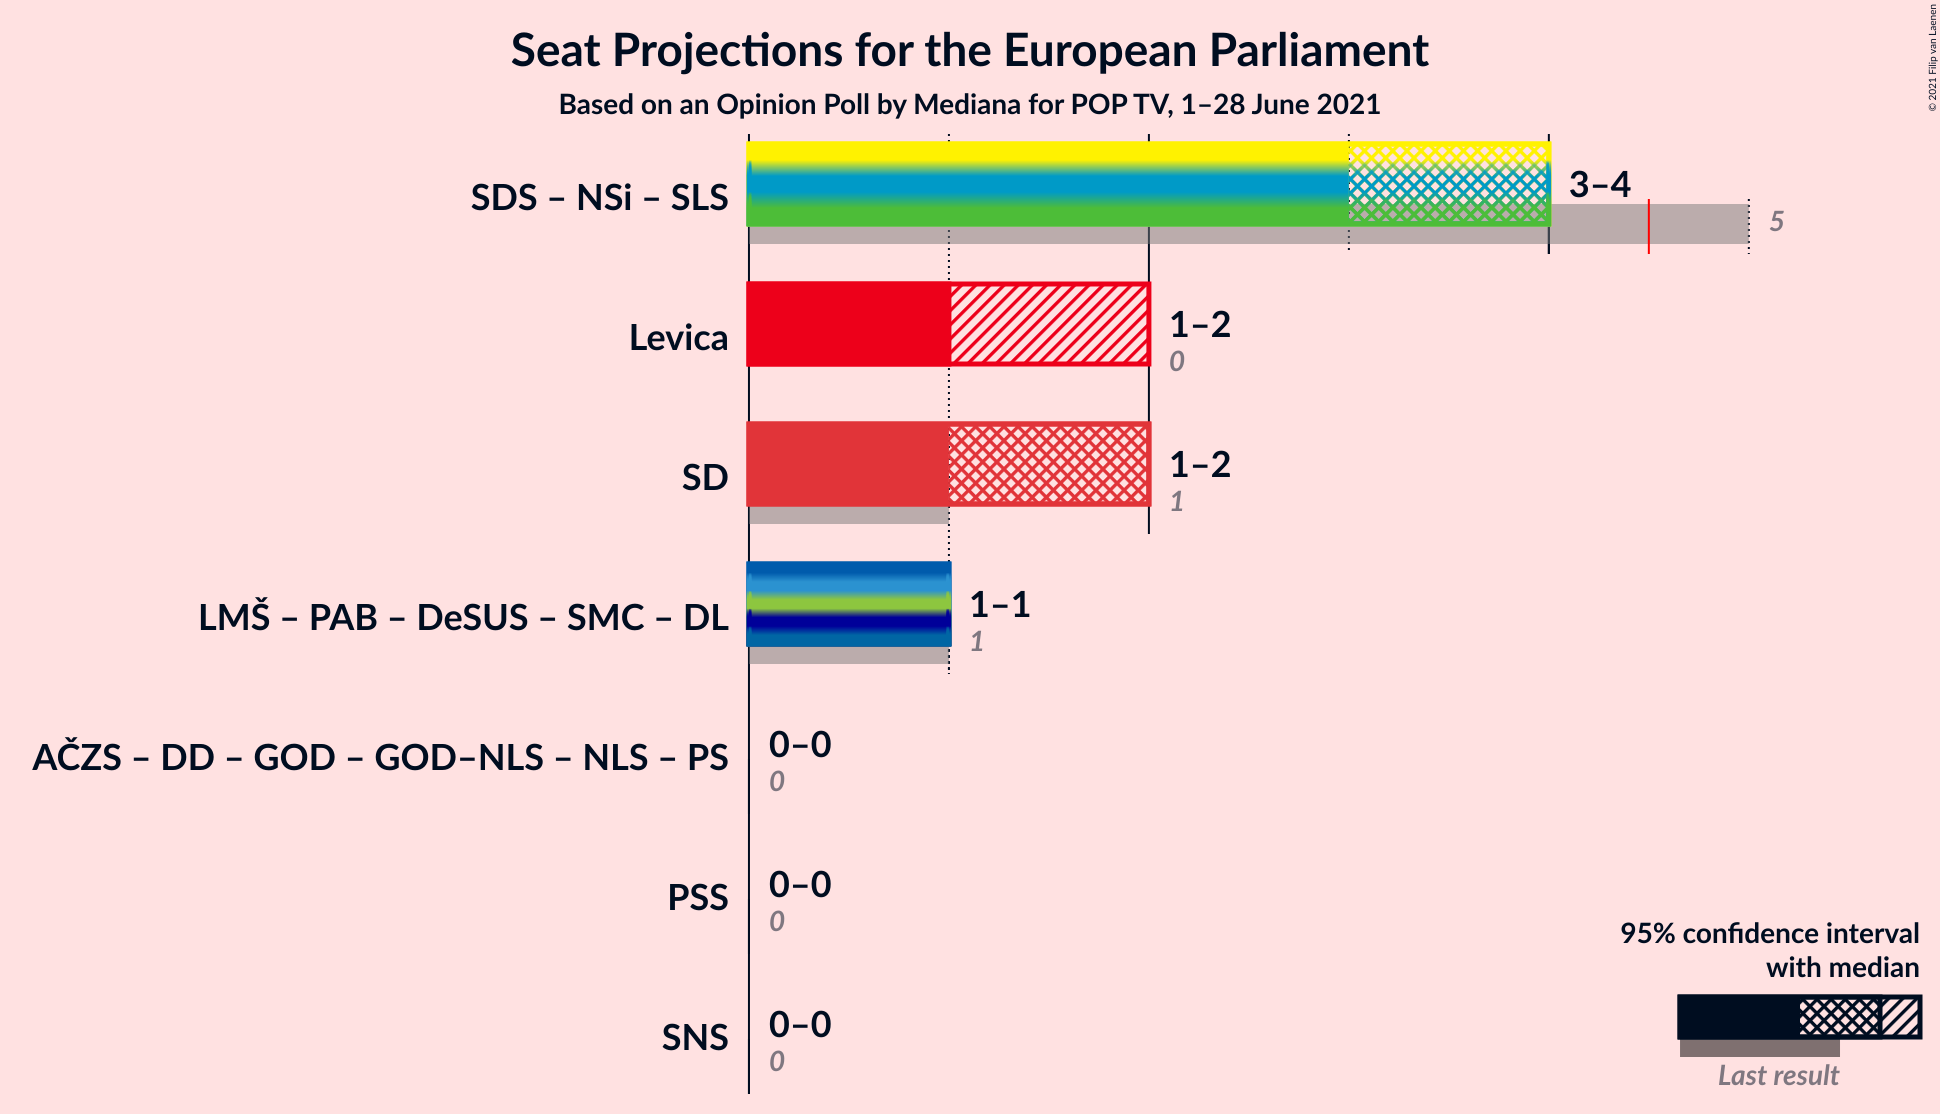 Seat Projections for the European Parliament
Based on an Opinion Poll by Mediana for POP TV, 1–28 June 2021
© 2021 Filip van Laenen
SDS – NSi – SLS
3–4
5
Levica
1–2
0
SD
1–2
1
LMŠ – PAB – DeSUS – SMC – DL
1–1
1
AČZS – DD – GOD – GOD–NLS – NLS – PS
0–0
0
PSS
0–0
0
SNS
0–0
0
95% confidence interval
with median
Last result